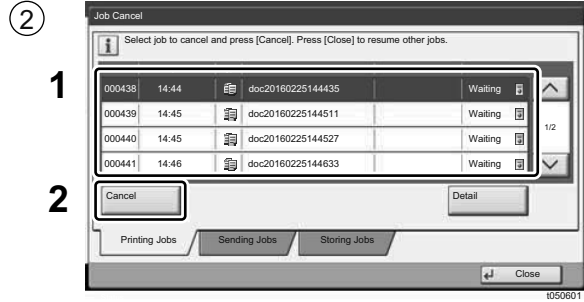 2
Job Cancel
i Select job to cancel and press [Cancel]. Press [Close] to resume other jobs.
1
000438 14:44 doc20160225144435 Waiting
000439 14:45 doc20160225144511 Waiting
1/2
000440 14:45 doc20160225144527 Waiting
000441 14:46 doc20160225144633 Waiting
2
Cancel Detail
Printing Jobs Sending Jobs Storing Jobs
Close
t050601